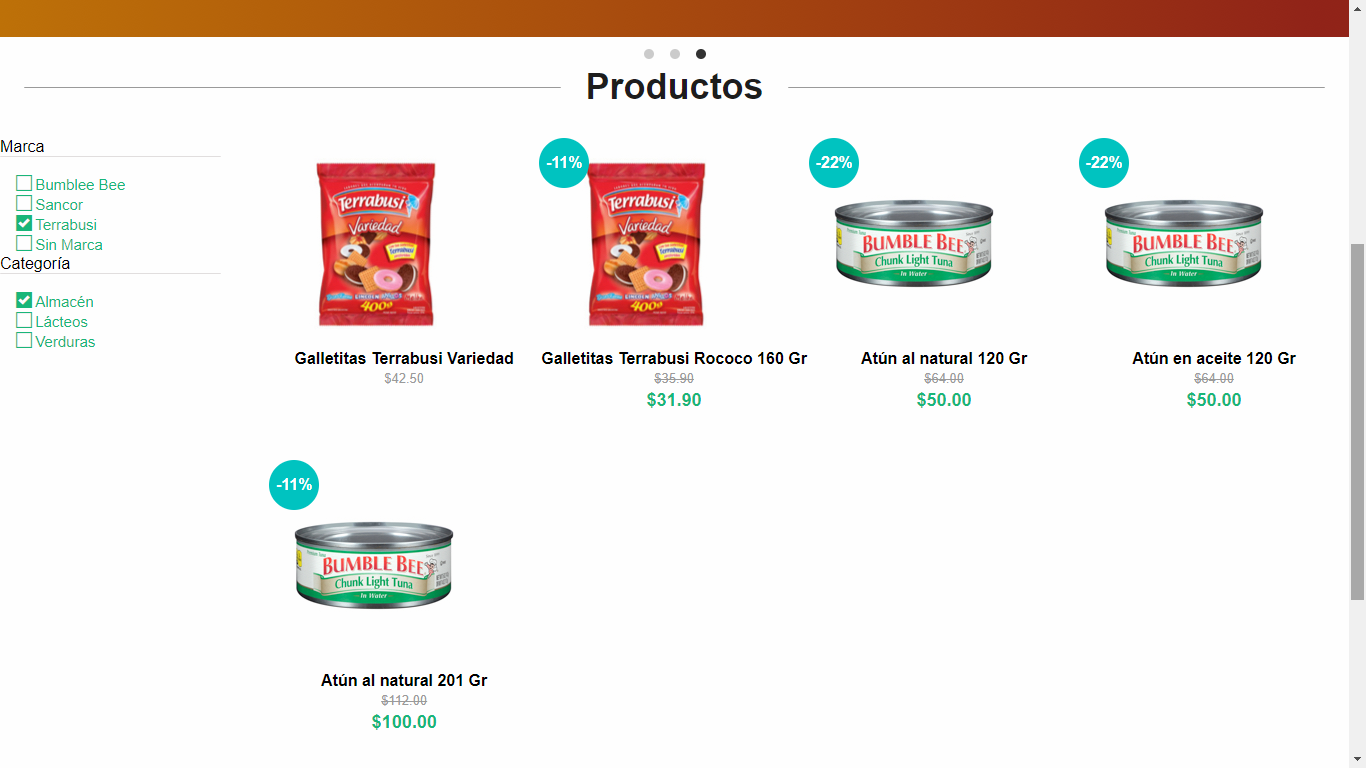 Productos
Marca
Bumblee Bee
Sancor
Terrabusi
Sin Marca
Categoría
Almacén
Lácteos
Verduras
Terrabusi
Variedad
Terrabusi
400g
Galletitas Terrabusi Variedad
$42.50
-11%
Terrabusi
Variedad
Terrabusi
400g
Galletitas Terrabusi Rococo 160 Gr
$35.90
$31.90
-22%
BUMBLE BEE
Chunk Light Tuna
In Water
Atún al natural 120 Gr
$64.00
$50.00
-22%
BUMBLE BEE
Chunk Light Tuna
In Water
Atún en aceite 120 Gr
$64.00
$50.00
-11%
BUMBLE BEE
Chunk Light Tuna
In Water
Atún al natural 201 Gr
$112.00
$100.00